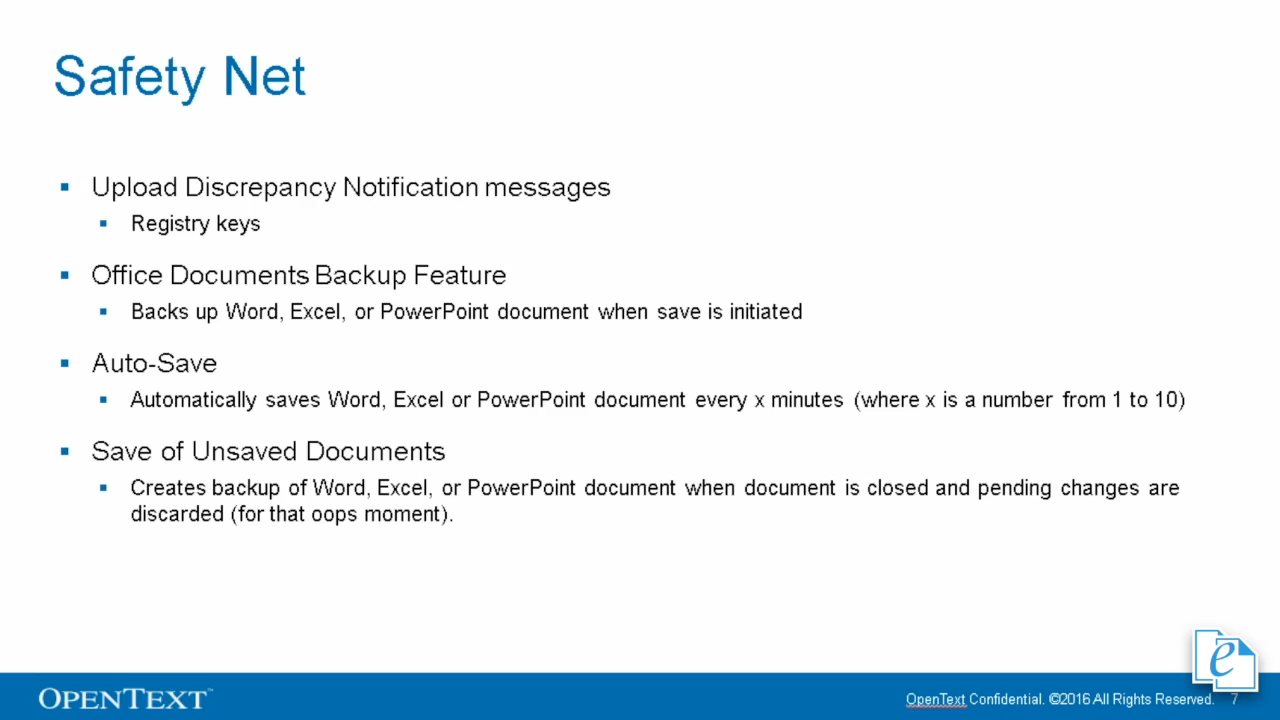 Safety Net
Upload Discrepancy Notification messages
Registry keys
Office Documents Backup Feature
Backs up Word, Excel, or PowerPoint document when save is initiated
Auto-Save
Automatically saves Word, Excel or PowerPoint document every x minutes (where x is a number from 1 to 10)
Save of Unsaved Documents
Creates backup of Word, Excel, or PowerPoint document when document is closed and pending changes are
discarded (for that oops moment).
e
OPENTEXT™
OpenText Confidential. ©2016 All Rights Reserved. 7